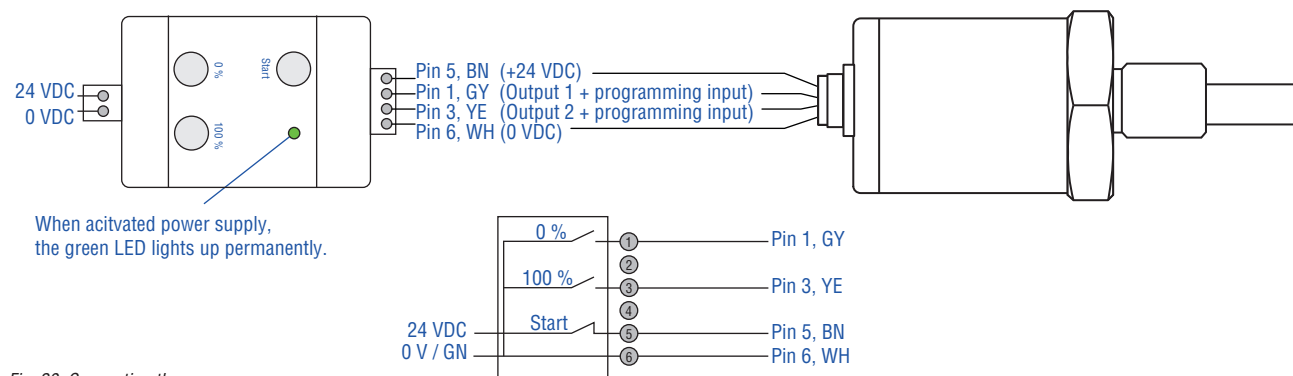 24 VDC
0 VDC
0 %
100 %
Start
Pin 5, BN (+24 VDC)
Pin 1, GY (Output 1 + programming input)
Pin 3, YE (Output 2 + programming input)
Pin 6, WH (0 VDC)
When acitvated power supply,
the green LED lights up permanently.
0 %
1
Pin 1, GY
2
100 %
3
Pin 3, YE
4
24 VDC
Start
5
Pin 5, BN
0 V / GN
6
Pin 6, WH